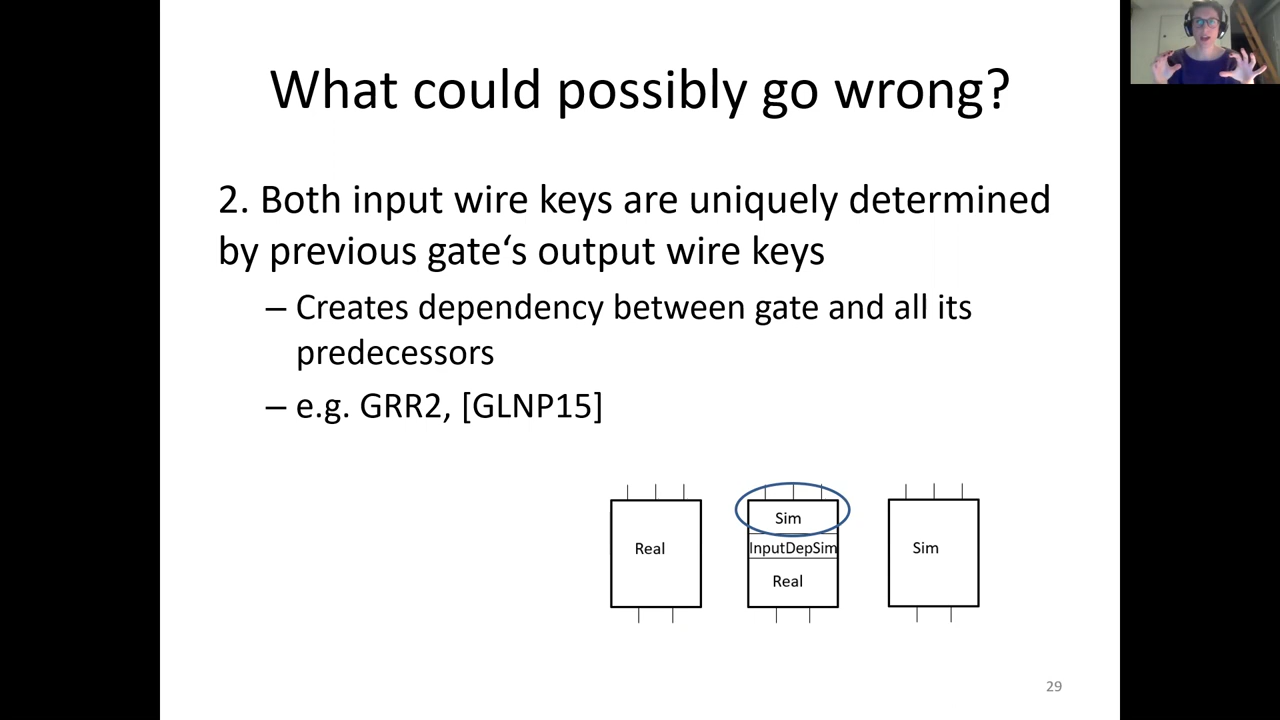 What could possibly go wrong?
2. Both input wire keys are uniquely determined
by previous gate‘s output wire keys
– Creates dependency between gate and all its
predecessors
– e.g. GRR2, [GLNP15]
Real
Sim
InputDepSim
Real
Sim
29